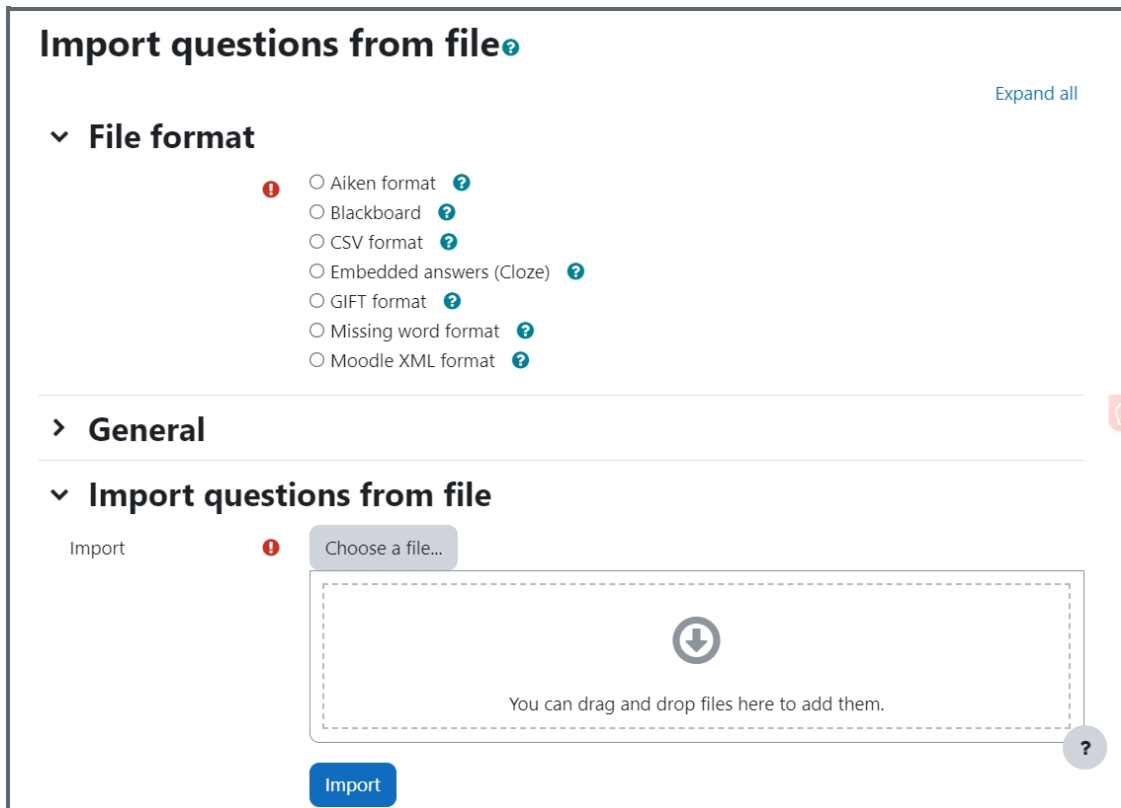 Import questions from file
Expand all
File format
Aiken format
Blackboard
CSV format
Embedded answers (Cloze)
GIFT format
Missing word format
Moodle XML format
General
Import questions from file
Import
Choose a file...
You can drag and drop files here to add them.
?
Import